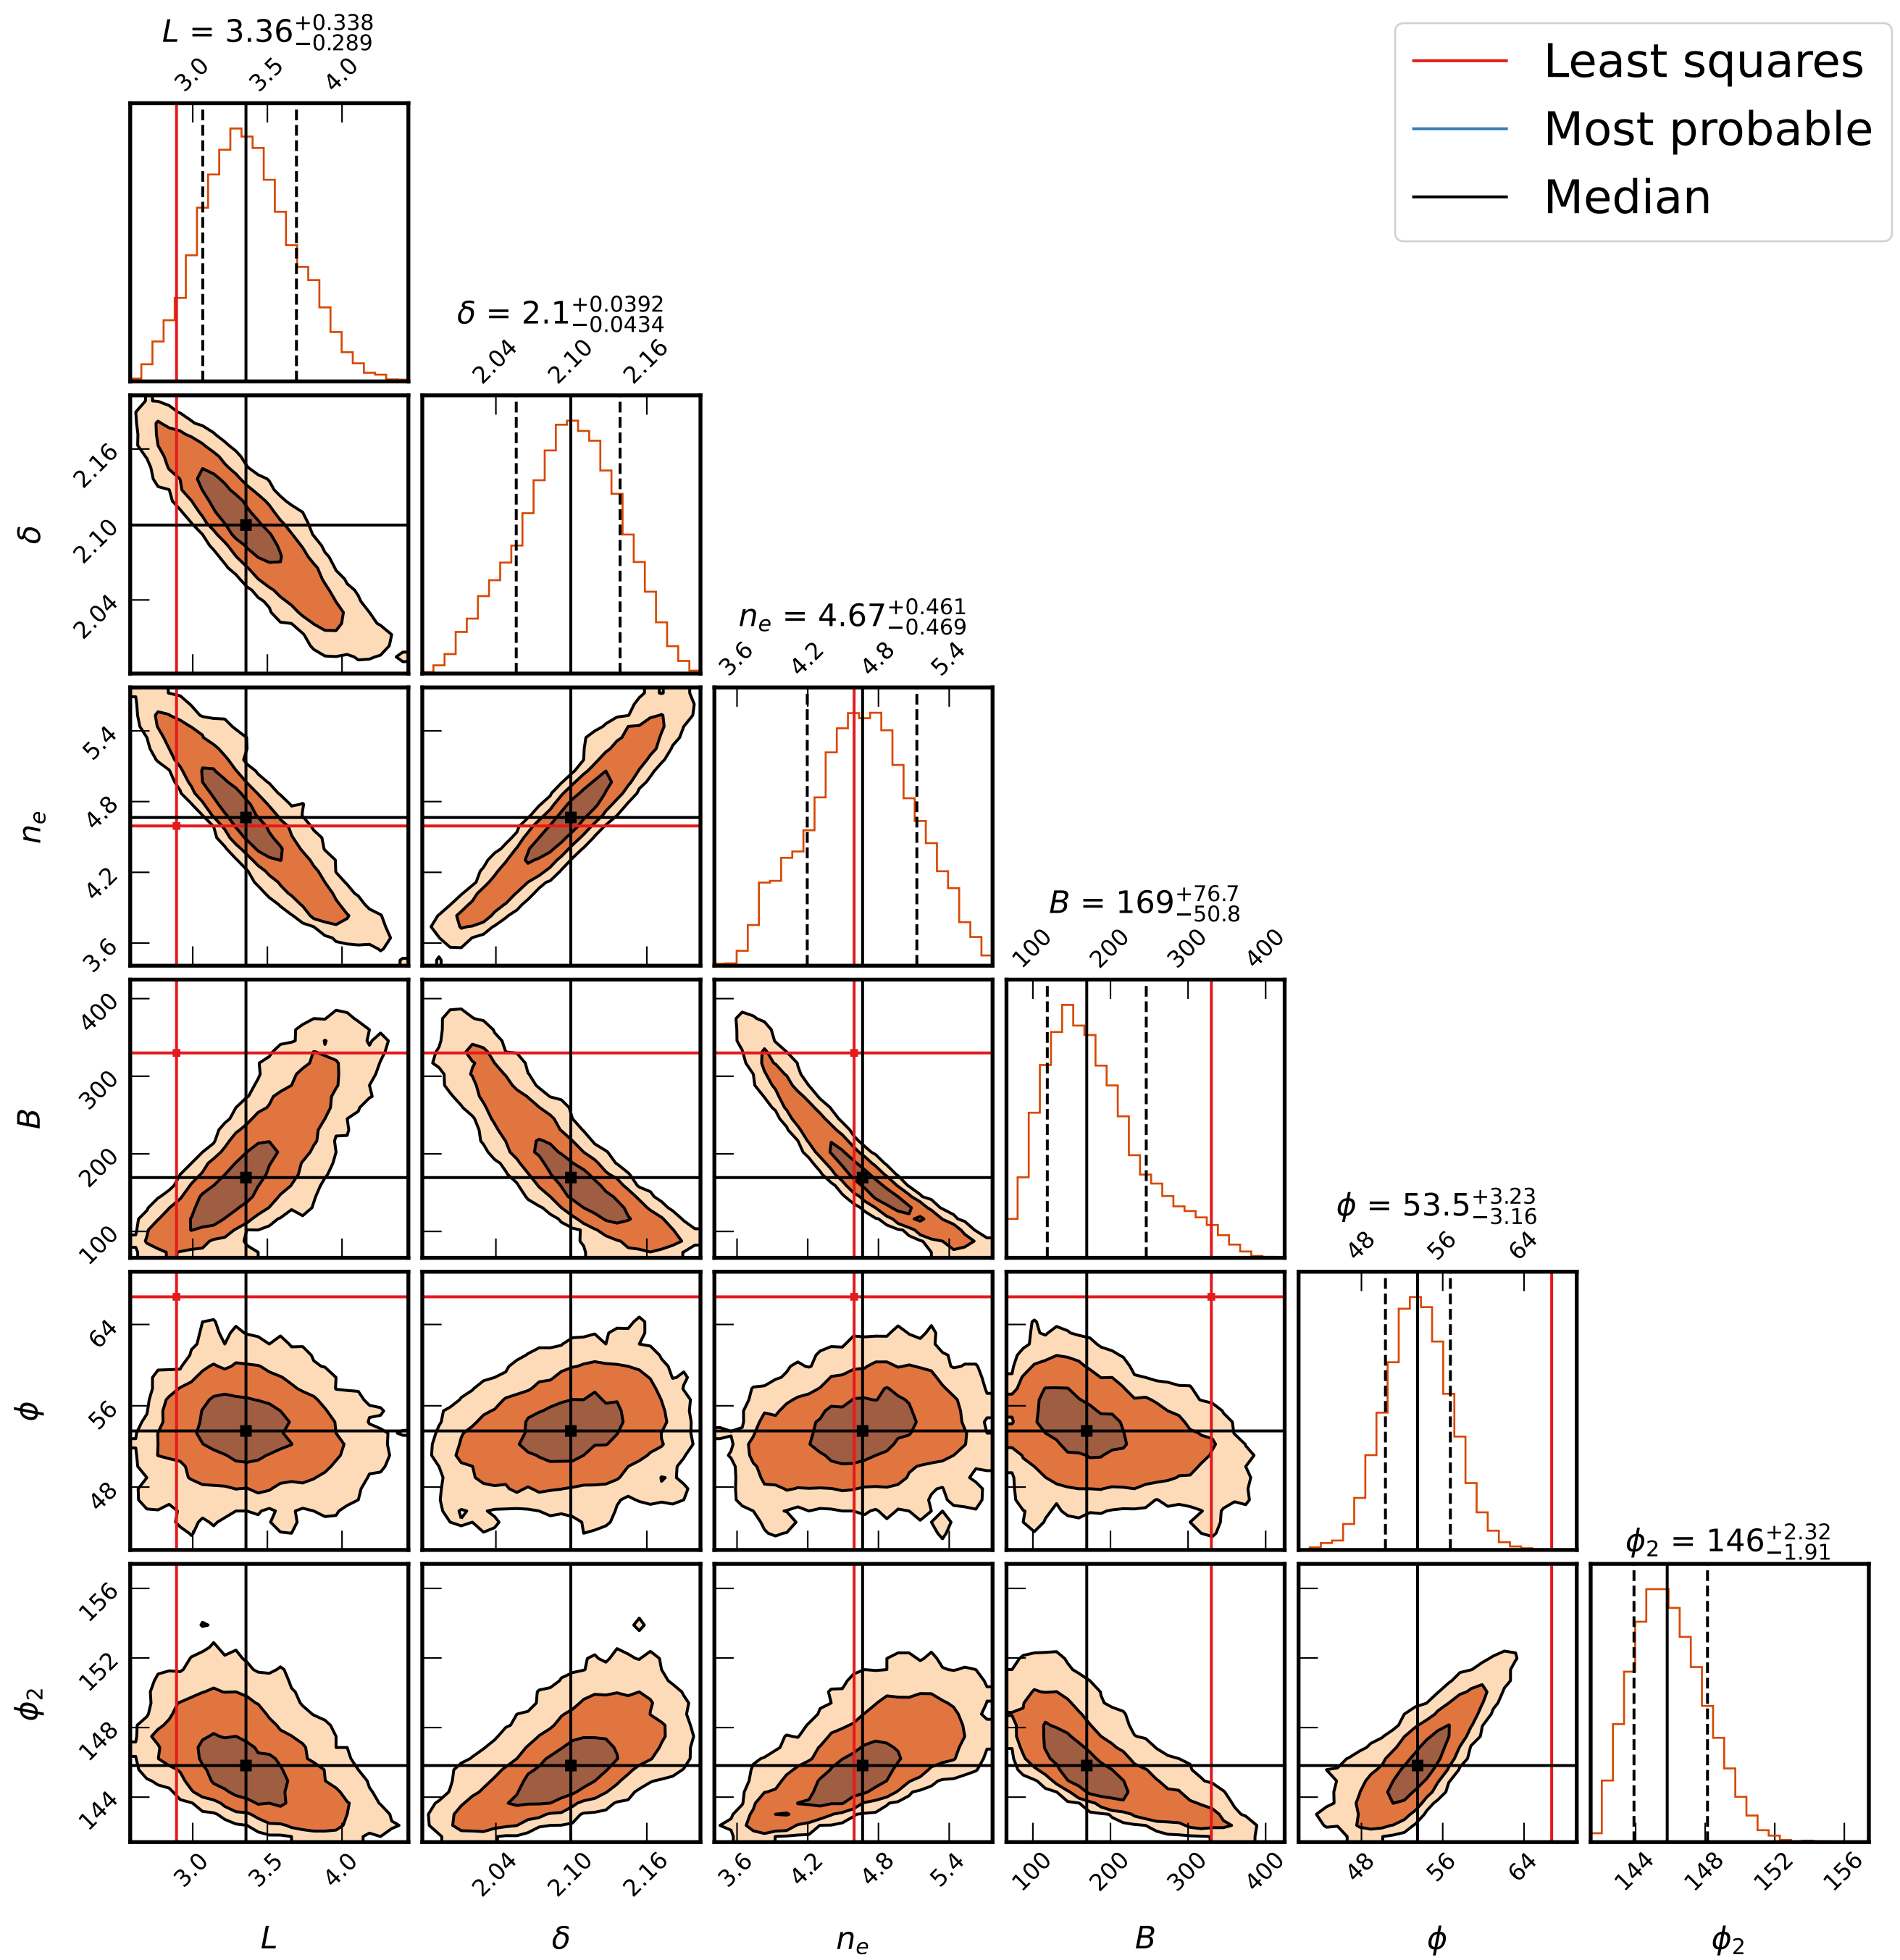 L = 3.36 +0.338 −0.289
3.0 3.5 4.0
Least squares
Most probable
Median
δ = 2.1 +0.0392 −0.0434
2.04 2.10 2.16
δ
2.16
2.10
2.04
n_e = 4.67 +0.461 −0.469
3.6 4.2 4.8 5.4
n_e
5.4
4.8
4.2
3.6
B = 169 +76.7 −50.8
100 200 300 400
B
400
300
200
100
ϕ = 53.5 +3.23 −3.16
48 56 64
ϕ
64
56
48
ϕ_2 = 146 +2.32 −1.91
ϕ_2
156
152
148
144
3.0 3.5 4.0 2.04 2.10 2.16 3.6 4.2 4.8 5.4 100 200 300 400 48 56 64 144 148 152 156
L δ n_e B ϕ ϕ_2